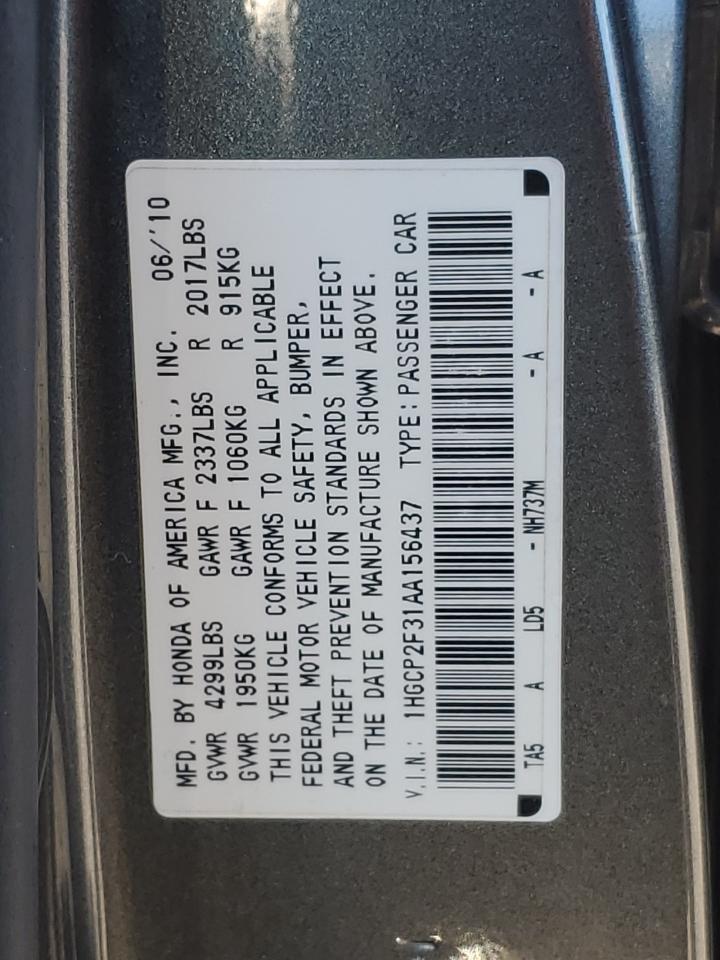 MFD. BY HONDA OF AMERICA MFG., INC. 06/'10
GVWR 4299LBS GAWR F 2337LBS R 2017LBS
GVWR 1950KG GAWR F 1060KG R 915KG
THIS VEHICLE CONFORMS TO ALL APPLICABLE
FEDERAL MOTOR VEHICLE SAFETY, BUMPER,
AND THEFT PREVENTION STANDARDS IN EFFECT
ON THE DATE OF MANUFACTURE SHOWN ABOVE.
V.I.N.: 1HGCP2F31AA156437 TYPE:PASSENGER CAR
TA5 A LD5 - NH737M - A - A